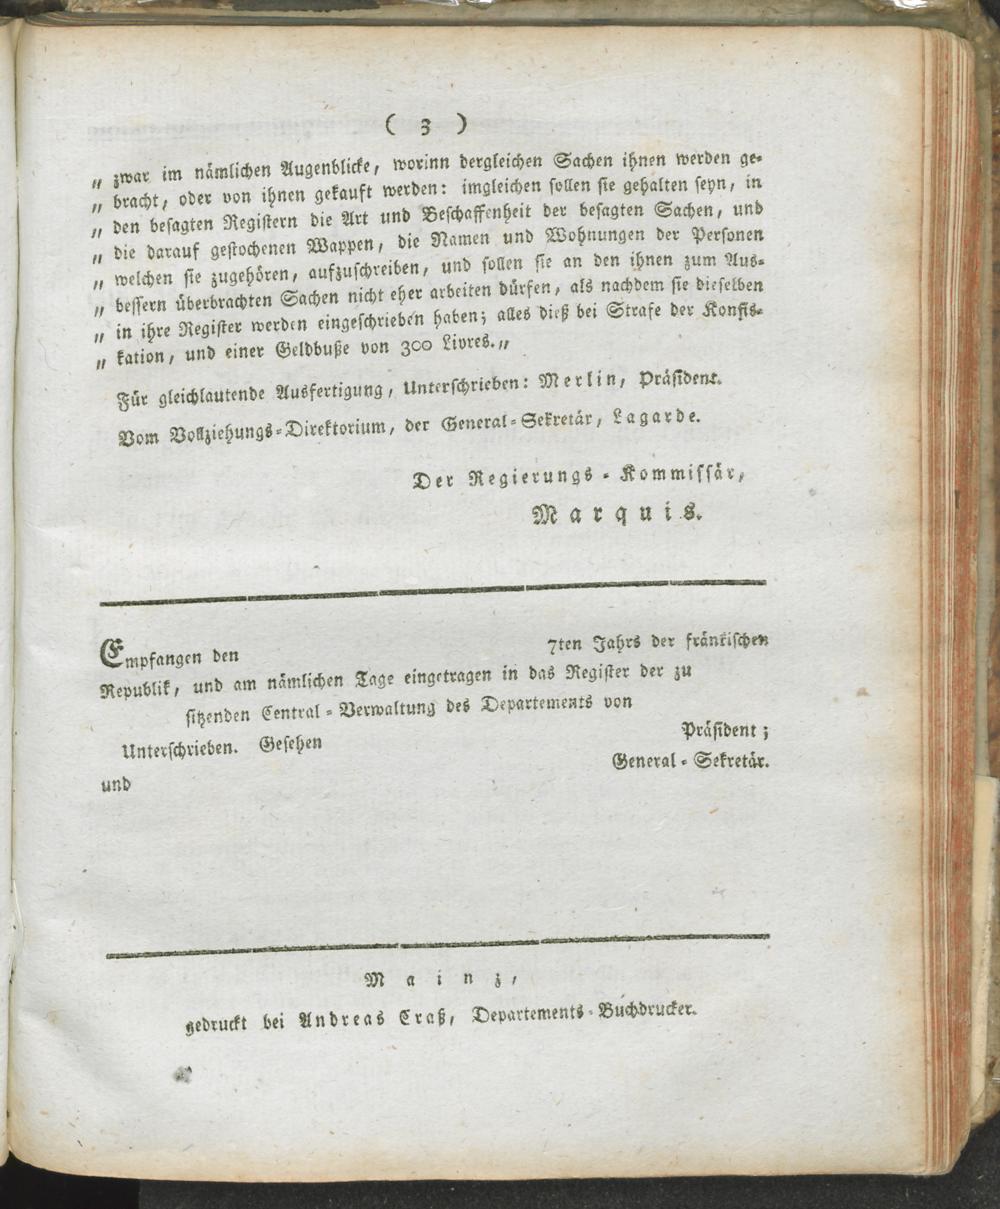 ( 3 )
„ zwar im nämlichen Augenblicke, worinn dergleichen Sachen ihnen werden ge-
„ bracht, oder von ihnen gekauft werden: imgleichen sollen sie gehalten seyn, in
„ den besagten Registern die Art und Beschaffenheit der besagten Sachen, und
„ die darauf gestochenen Wappen, die Namen und Wohnungen der Personen
„ welchen sie zugehören, aufzuschreiben, und sollen sie an den ihnen zum Aus-
„ bessern überbrachten Sachen nicht eher arbeiten dürfen, als nachdem sie dieselben
„ in ihre Register werden eingeschrieben haben; alles dieß bei Strafe der Konfis-
„ kation, und einer Geldbuße von 300 Livres.„
Für gleichlautende Ausfertigung, Unterschrieben: Merlin, Präsident.
Vom Vollziehungs-Direktorium, der General-Sekretär, Lagarde.
Der Regierungs-Kommissär,
Marquis.
Empfangen den 7ten Jahrs der fränkischen
Republik, und am nämlichen Tage eingetragen in das Register der zu
sitzenden Central-Verwaltung des Departements von
Unterschrieben. Gesehen Präsident;
und General-Sekretär.
Mainz,
gedruckt bei Andreas Craß, Departements-Buchdrucker.